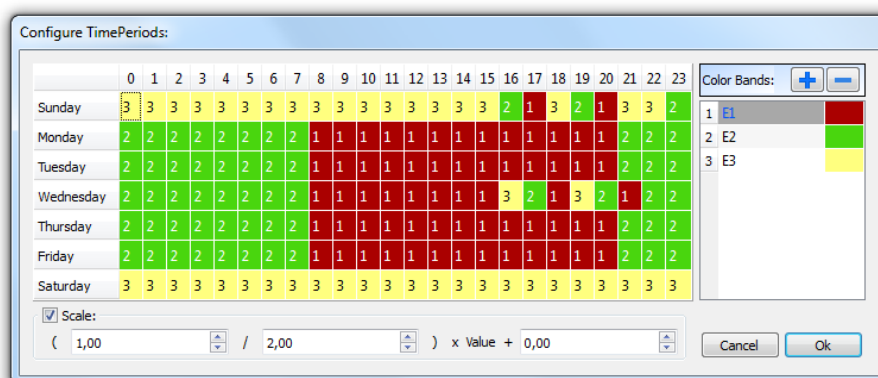 Configure TimePeriods:
0 1 2 3 4 5 6 7 8 9 10 11 12 13 14 15 16 17 18 19 20 21 22 23
Color Bands:
Sunday 3 3 3 3 3 3 3 3 3 3 3 3 3 3 3 3 2 1 3 2 1 3 3 2
1 E1
Monday 2 2 2 2 2 2 2 2 1 1 1 1 1 1 1 1 1 1 1 1 1 2 2 2
2 E2
Tuesday 2 2 2 2 2 2 2 2 1 1 1 1 1 1 1 1 1 1 1 1 1 2 2 2
3 E3
Wednesday 2 2 2 2 2 2 2 2 1 1 1 1 1 1 1 1 3 2 1 3 2 1 2 2
Thursday 2 2 2 2 2 2 2 2 1 1 1 1 1 1 1 1 1 1 1 1 1 2 2 2
Friday 2 2 2 2 2 2 2 2 1 1 1 1 1 1 1 1 1 1 1 1 1 2 2 2
Saturday 3 3 3 3 3 3 3 3 3 3 3 3 3 3 3 3 3 3 3 3 3 3 3 3
Scale:
( 1,00 / 2,00 ) x Value + 0,00
Cancel Ok